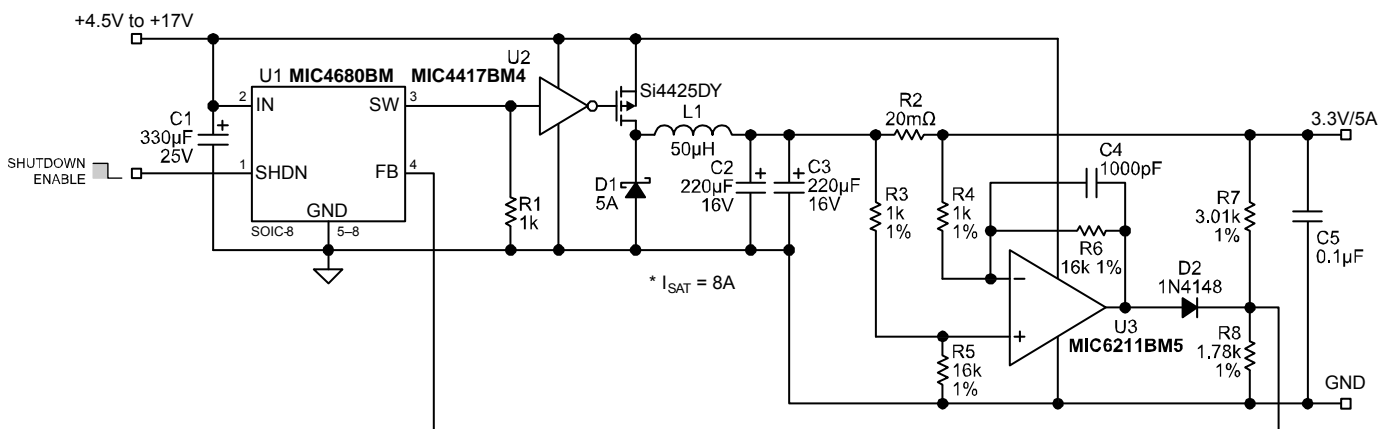 +4.5V to +17V
U1 MIC4680BM
MIC4417BM4
U2
2
IN
SW
3
Si4425DY
L1
50µH
R2
20mΩ
3.3V/5A
C1
330µF
25V
SHUTDOWN
ENABLE
1
SHDN
FB
4
GND
SOIC-8
5–8
R1
1k
D1
5A
C2
220µF
16V
C3
220µF
16V
R3
1k
1%
R4
1k
1%
C4
1000pF
R6
16k 1%
R7
3.01k
1%
C5
0.1µF
* ISAT = 8A
D2
1N4148
U3
MIC6211BM5
R5
16k
1%
R8
1.78k
1%
GND